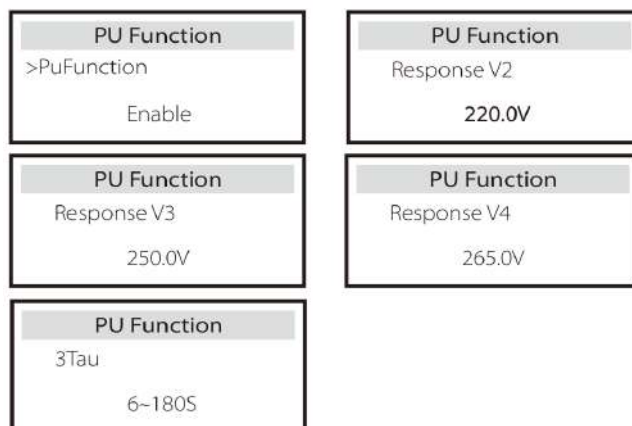 PU Function
>PuFunction
Enable
PU Function
Response V2
220.0V
PU Function
Response V3
250.0V
PU Function
Response V4
265.0V
PU Function
3Tau
6~180S